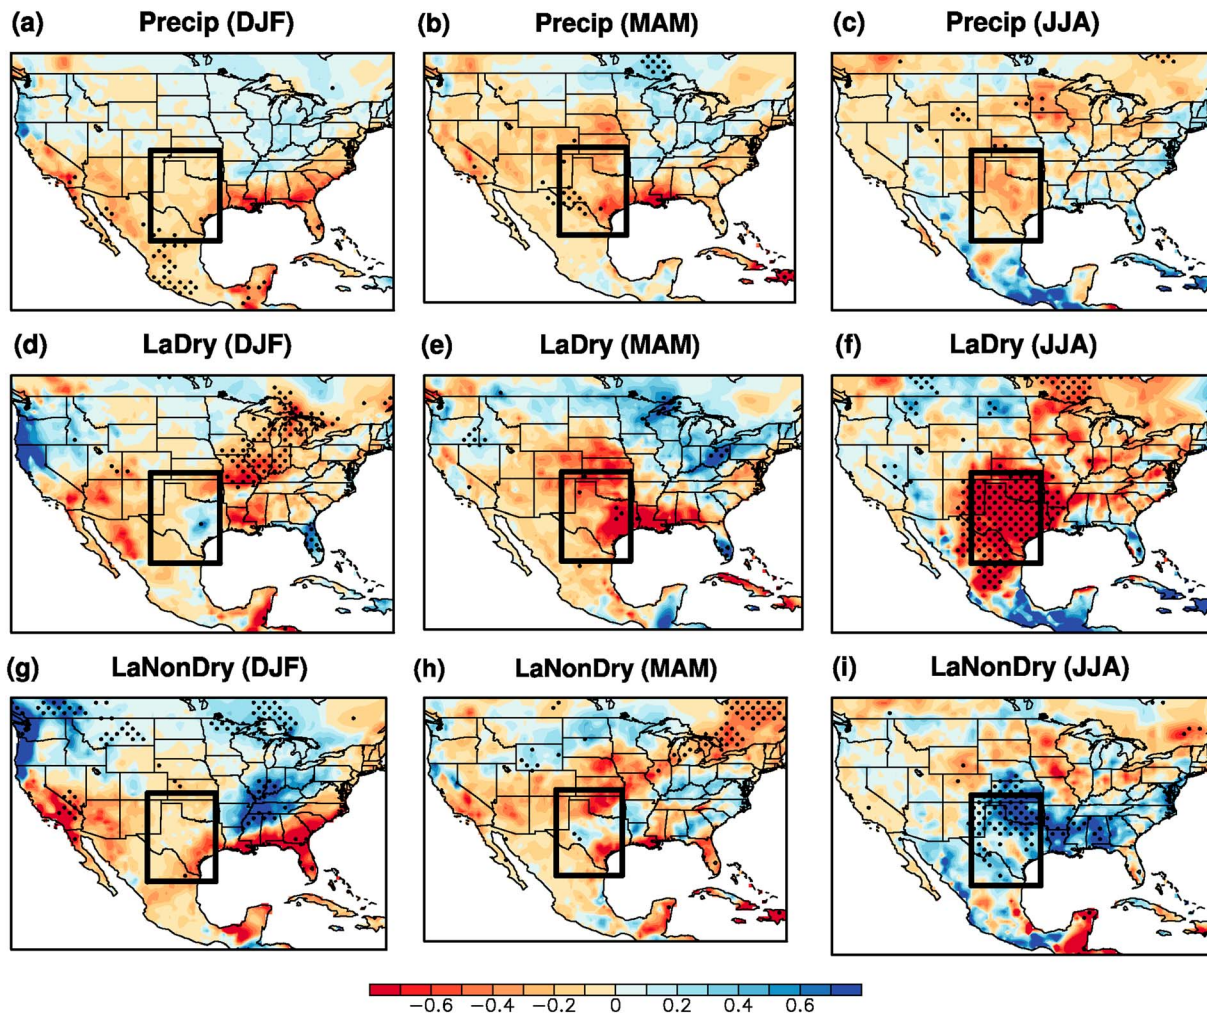 (a) Precip (DJF)
(b) Precip (MAM)
(c) Precip (JJA)
(d) LaDry (DJF)
(e) LaDry (MAM)
(f) LaDry (JJA)
(g) LaNonDry (DJF)
(h) LaNonDry (MAM)
(i) LaNonDry (JJA)
−0.6 −0.4 −0.2 0 0.2 0.4 0.6